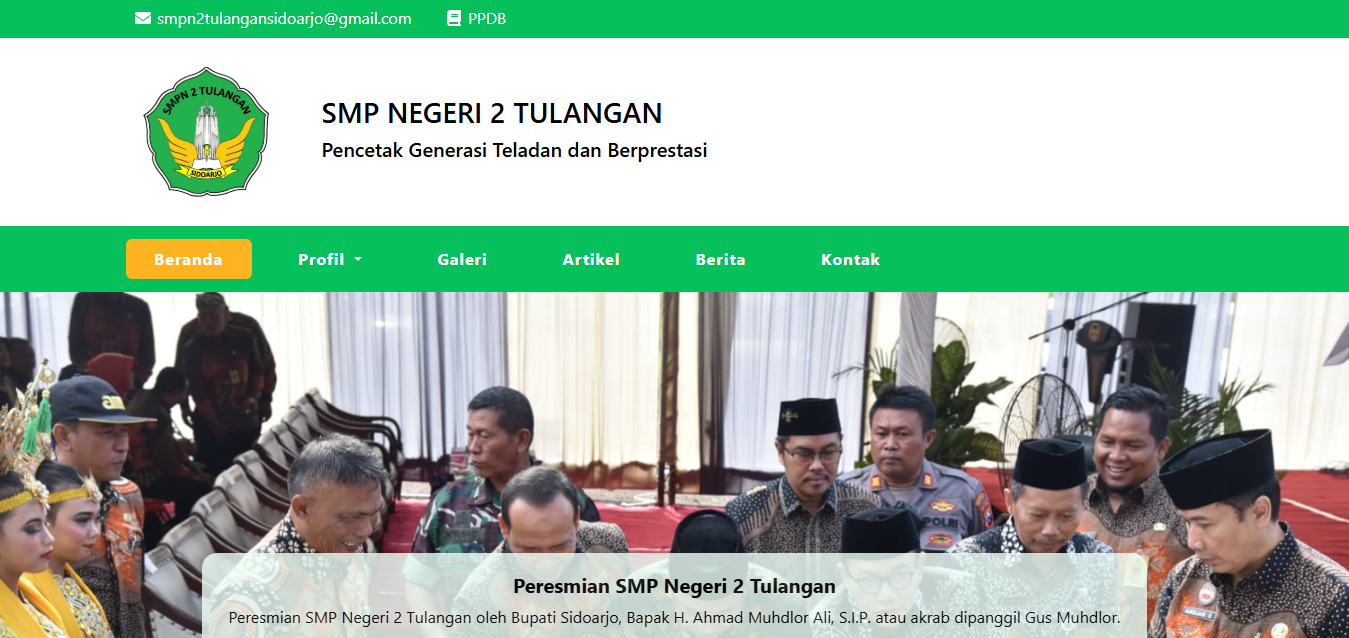 smpn2tulangansidoarjo@gmail.com PPDB
SMPN 2 TULANGAN
SIDOARJO
SMP NEGERI 2 TULANGAN
Pencetak Generasi Teladan dan Berprestasi
Beranda Profil Galeri Artikel Berita Kontak
POLRI
Peresmian SMP Negeri 2 Tulangan
Peresmian SMP Negeri 2 Tulangan oleh Bupati Sidoarjo, Bapak H. Ahmad Muhdlor Ali, S.I.P. atau akrab dipanggil Gus Muhdlor.